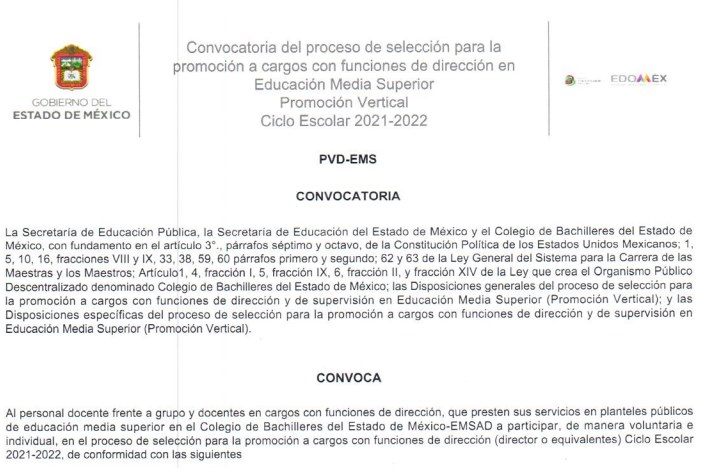 Convocatoria del proceso de selección para la
promoción a cargos con funciones de dirección en
Educación Media Superior
Promoción Vertical
Ciclo Escolar 2021-2022
GOBIERNO DEL
ESTADO DE MÉXICO
EDOMEX
PVD-EMS
CONVOCATORIA
La Secretaría de Educación Pública, la Secretaría de Educación del Estado de México y el Colegio de Bachilleres del Estado de
México, con fundamento en el artículo 3°., párrafos séptimo y octavo, de la Constitución Política de los Estados Unidos Mexicanos; 1,
5, 10, 16, fracciones VIII y IX, 33, 38, 59, 60 párrafos primero y segundo; 62 y 63 de la Ley General del Sistema para la Carrera de las
Maestras y los Maestros; Artículo1, 4, fracción I, 5, fracción IX, 6, fracción II, y fracción XIV de la Ley que crea el Organismo Público
Descentralizado denominado Colegio de Bachilleres del Estado de México; las Disposiciones generales del proceso de selección para
la promoción a cargos con funciones de dirección y de supervisión en Educación Media Superior (Promoción Vertical); y las
Disposiciones específicas del proceso de selección para la promoción a cargos con funciones de dirección y de supervisión en
Educación Media Superior (Promoción Vertical).
CONVOCA
Al personal docente frente a grupo y docentes en cargos con funciones de dirección, que presten sus servicios en planteles públicos
de educación media superior en el Colegio de Bachilleres del Estado de México-EMSAD a participar, de manera voluntaria e
individual, en el proceso de selección para la promoción a cargos con funciones de dirección (director o equivalentes) Ciclo Escolar
2021-2022, de conformidad con las siguientes